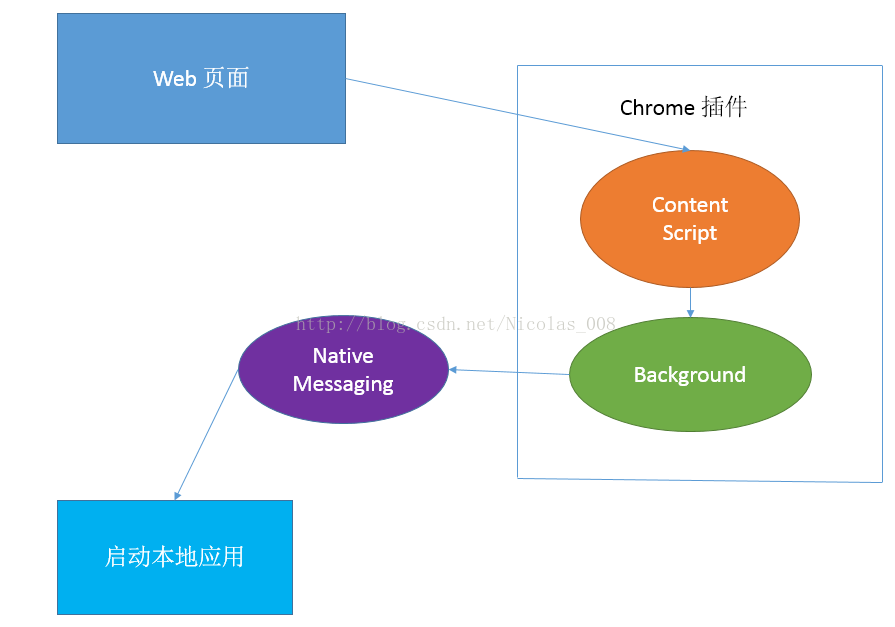 Web 页面
Chrome 插件
Content
Script
http://blog.csdn.net/Nicolas_008
Native
Messaging
Background
启动本地应用